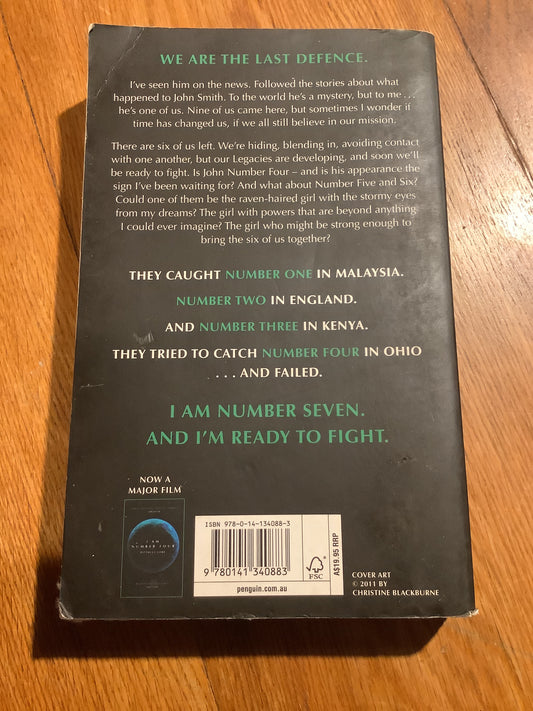 WE ARE THE LAST DEFENCE.
I've seen him on the news. Followed the stories about what
happened to John Smith. To the world he's a mystery, but to me . . .
he's one of us. Nine of us came here, but sometimes I wonder if
time has changed us, if we all still believe in our mission.
There are six of us left. We're hiding, blending in, avoiding contact
with one another, but our Legacies are developing, and soon we'll
be ready to fight. Is John Number Four – and is his appearance the
sign I've been waiting for? And what about Number Five and Six?
Could one of them be the raven-haired girl with the stormy eyes
from my dreams? The girl with powers that are beyond anything
I could ever imagine? The girl who might be strong enough to
bring the six of us together?
THEY CAUGHT NUMBER ONE IN MALAYSIA.
NUMBER TWO IN ENGLAND.
AND NUMBER THREE IN KENYA.
THEY TRIED TO CATCH NUMBER FOUR IN OHIO
. . . AND FAILED.
I AM NUMBER SEVEN.
AND I'M READY TO FIGHT.
NOW A
MAJOR FILM
I AM
NUMBER FOUR
ISBN 978-0-14-134088-3
9 780141 340883
penguin.com.au
FSC
A$19.95 RRP
COVER ART
© 2011 BY
CHRISTINE BLACKBURNE